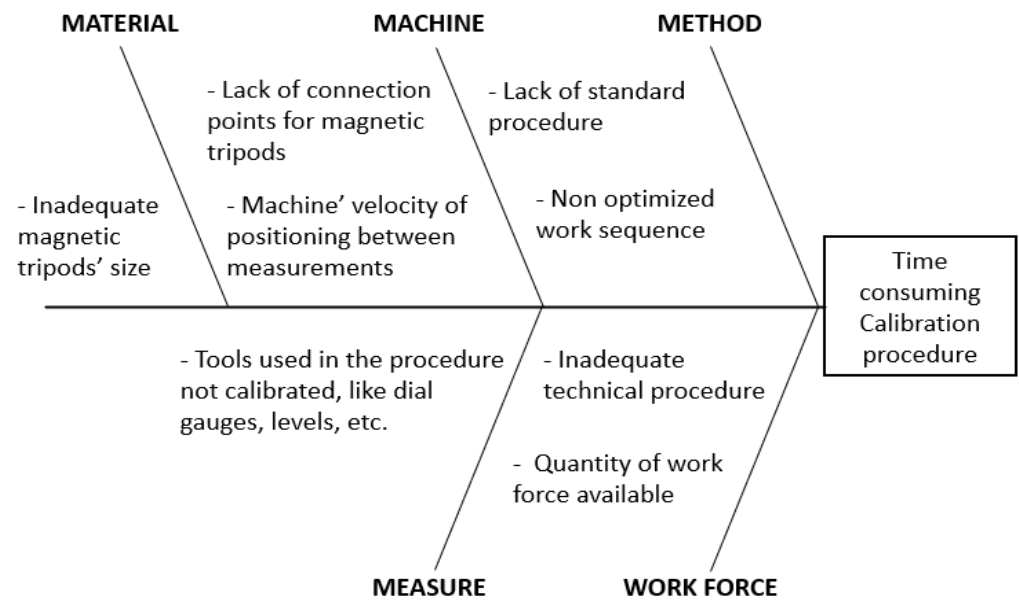 MATERIAL
MACHINE
METHOD
- Lack of connection
points for magnetic
tripods
- Lack of standard
procedure
- Inadequate
magnetic
tripods’ size
- Machine’ velocity of
positioning between
measurements
- Non optimized
work sequence
Time
consuming
Calibration
procedure
- Tools used in the procedure
not calibrated, like dial
gauges, levels, etc.
- Inadequate
technical procedure
- Quantity of work
force available
MEASURE
WORK FORCE